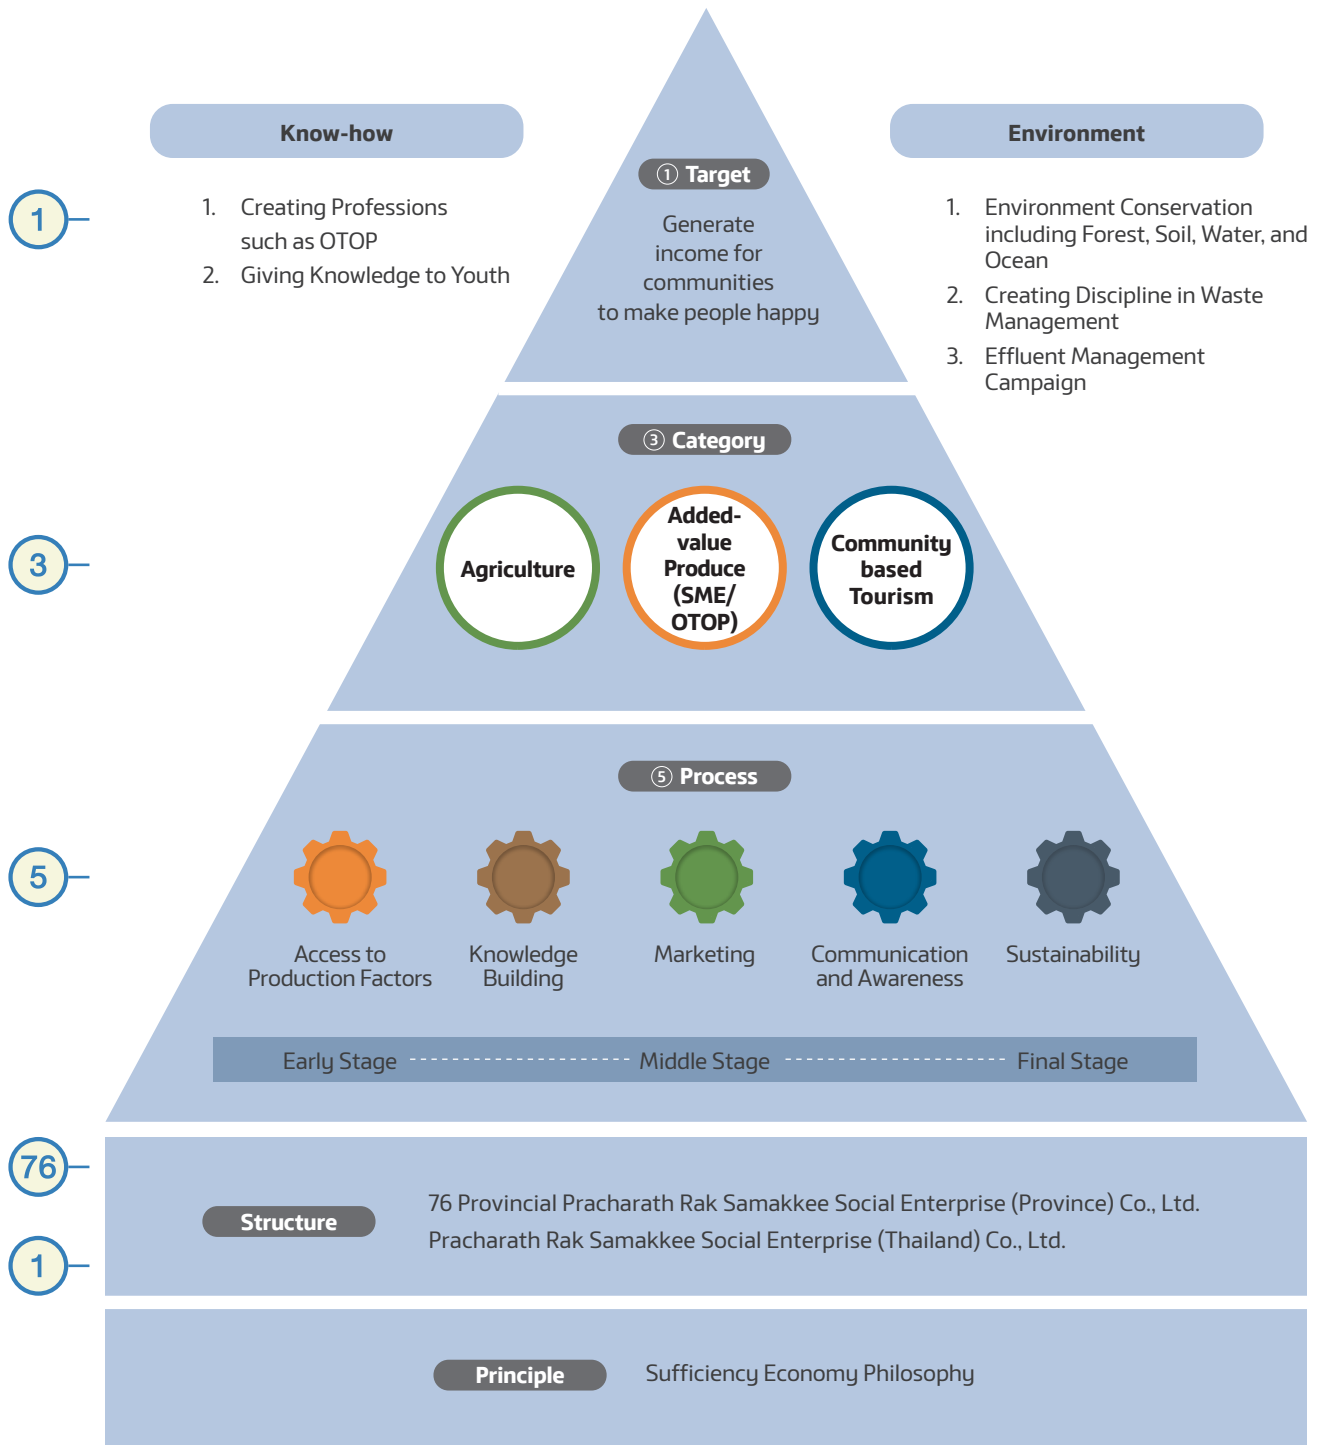 Know-how
1. Creating Professions
such as OTOP
2. Giving Knowledge to Youth
① Target
Generate
income for
communities
to make people happy
Environment
1. Environment Conservation
including Forest, Soil, Water, and
Ocean
2. Creating Discipline in Waste
Management
3. Effluent Management
Campaign
1
③ Category
3
Agriculture
Added-
value
Produce
(SME/
OTOP)
Community
based
Tourism
⑤ Process
5
Access to
Production Factors
Knowledge
Building
Marketing
Communication
and Awareness
Sustainability
Early Stage
Middle Stage
Final Stage
76
1
Structure
76 Provincial Pracharath Rak Samakkee Social Enterprise (Province) Co., Ltd.
Pracharath Rak Samakkee Social Enterprise (Thailand) Co., Ltd.
Principle
Sufficiency Economy Philosophy